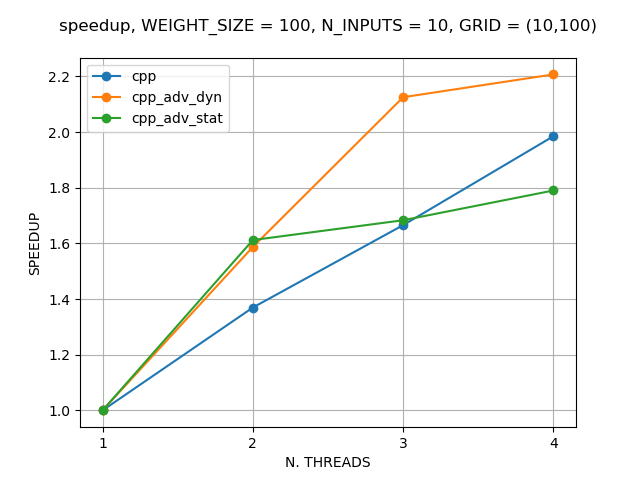 speedup, WEIGHT_SIZE = 100, N_INPUTS = 10, GRID = (10,100)
cpp
cpp_adv_dyn
cpp_adv_stat
SPEEDUP
2.2
2.0
1.8
1.6
1.4
1.2
1.0
1 2 3 4
N. THREADS